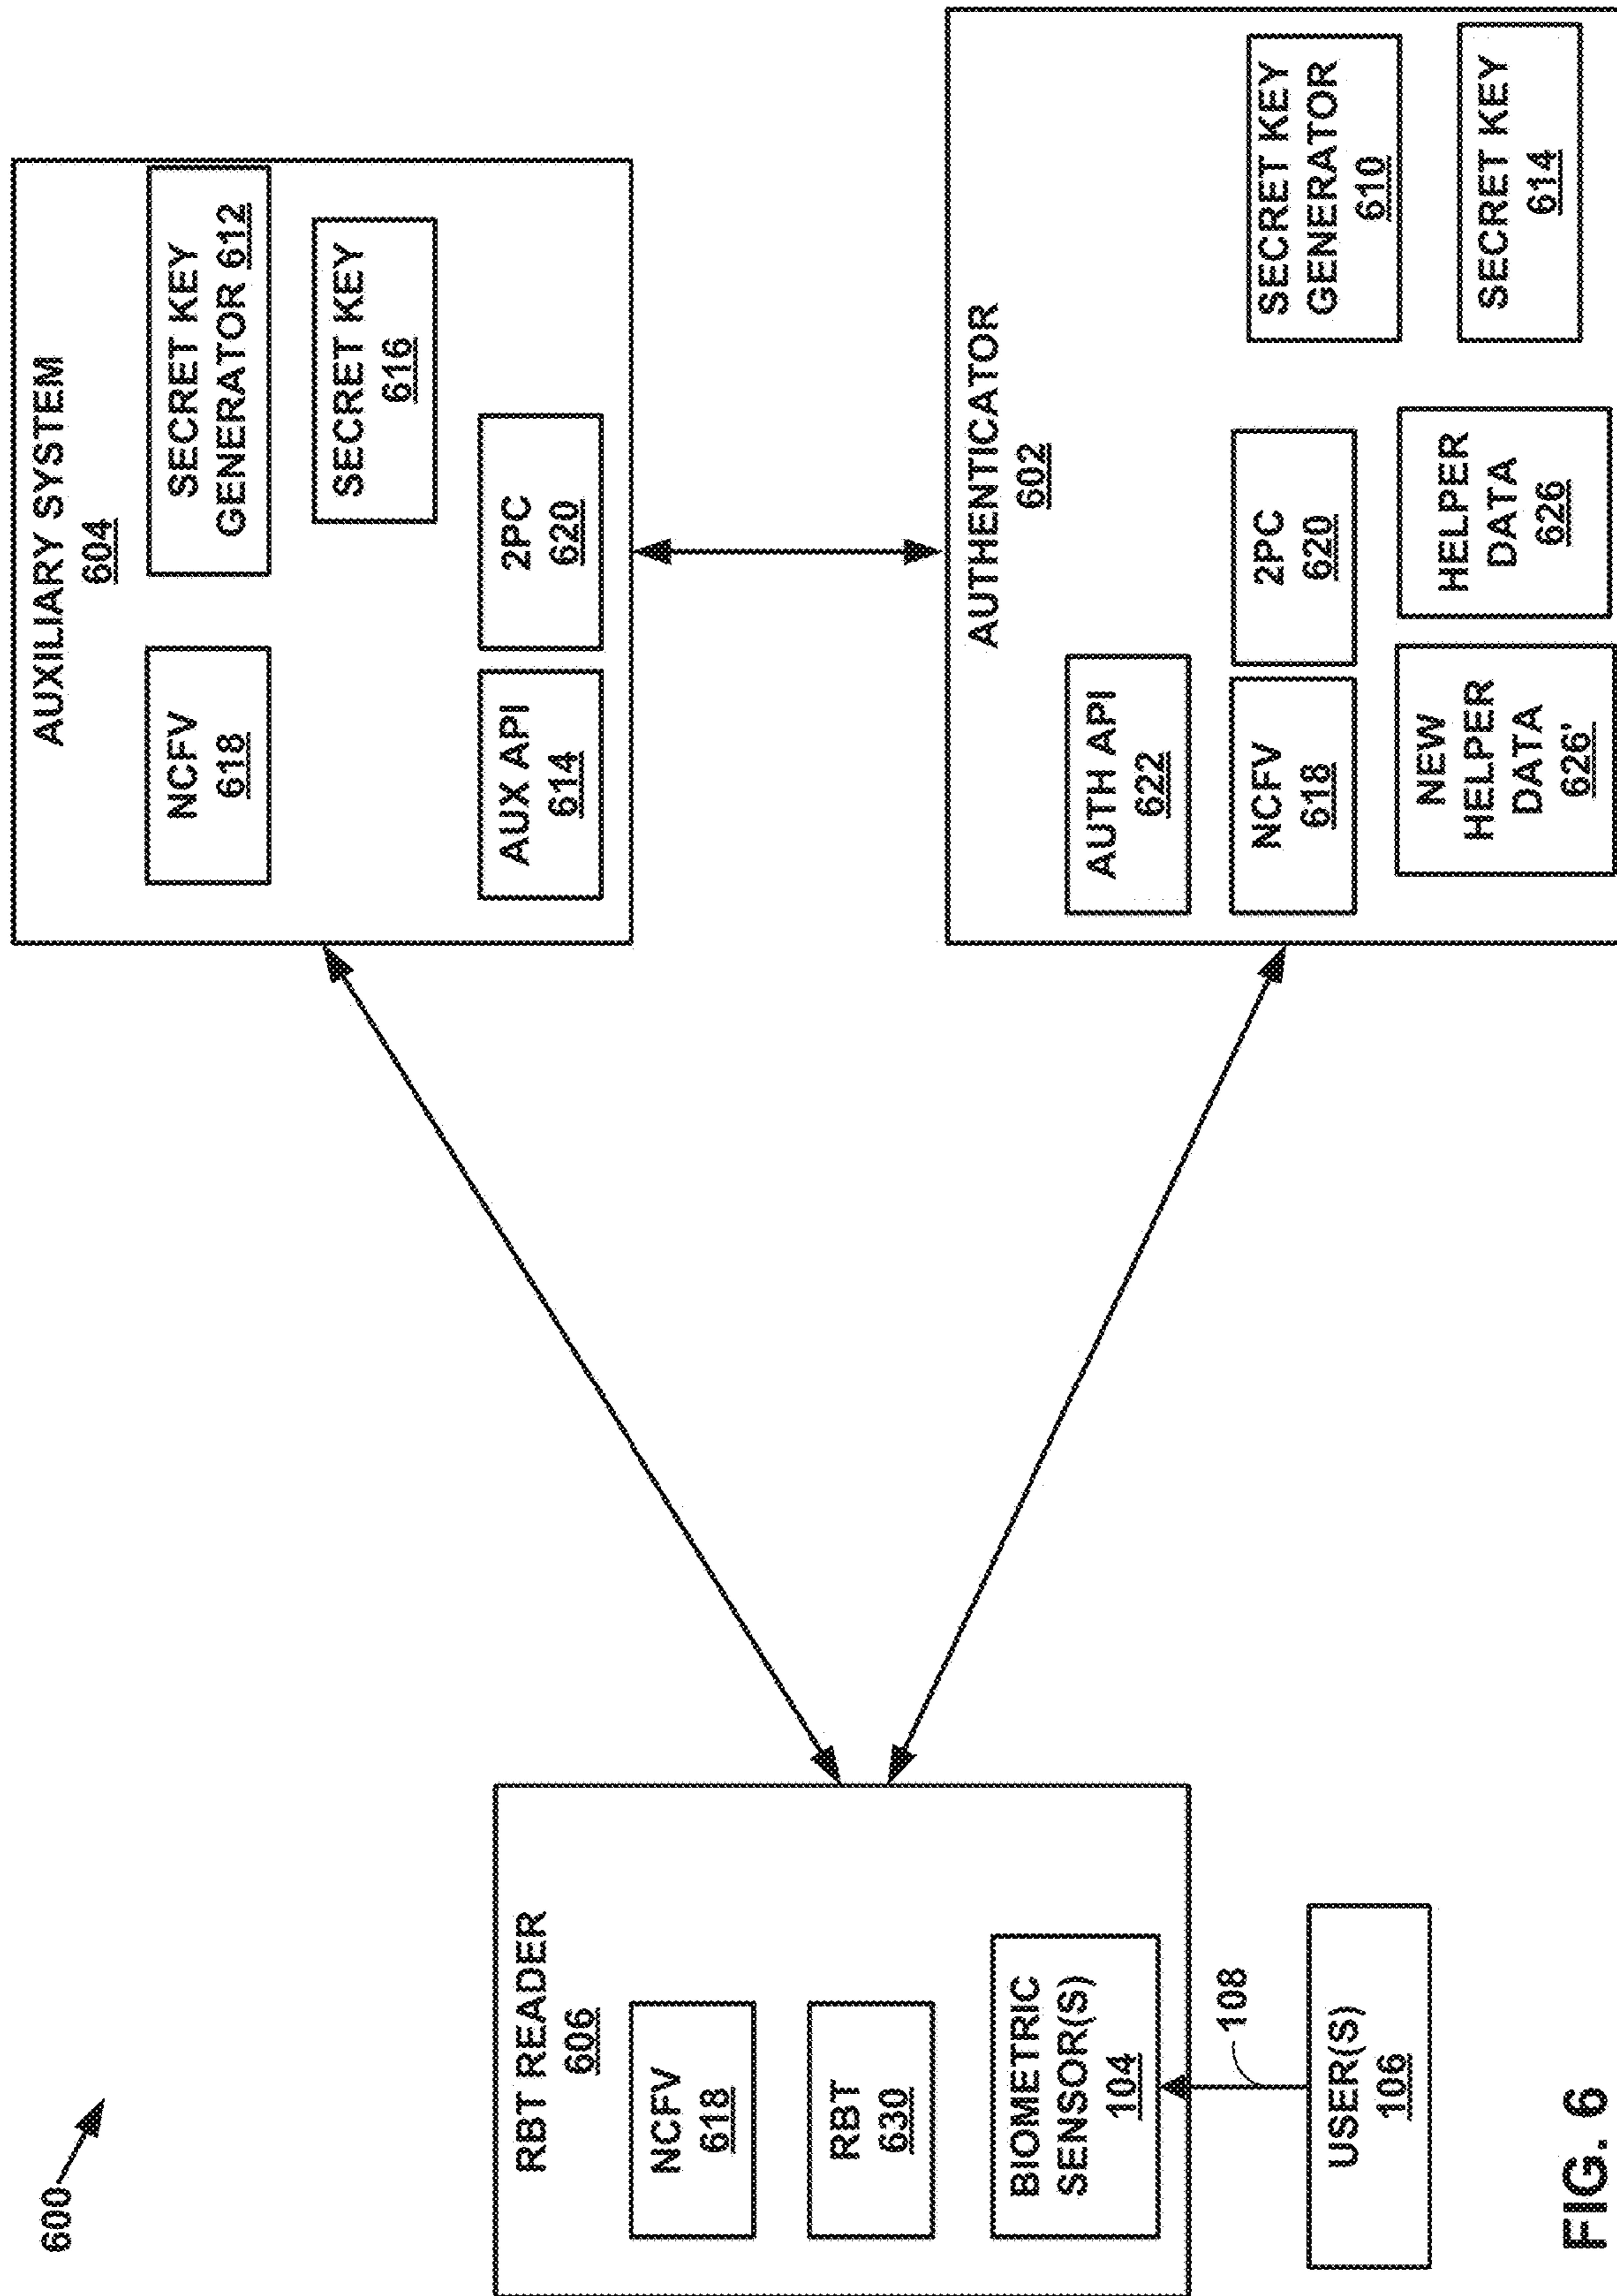 600
RBT READER
606
NCFV
618
RBT
630
BIOMETRIC
SENSOR(S)
104
108
USER(S)
106
AUXILIARY SYSTEM
604
NCFV
618
SECRET KEY
GENERATOR 612
SECRET KEY
616
AUX API
614
2PC
620
AUTHENTICATOR
602
AUTH API
622
NCFV
618
2PC
620
SECRET KEY
GENERATOR
610
NEW
HELPER
DATA
626'
HELPER
DATA
626
SECRET KEY
614
FIG. 6